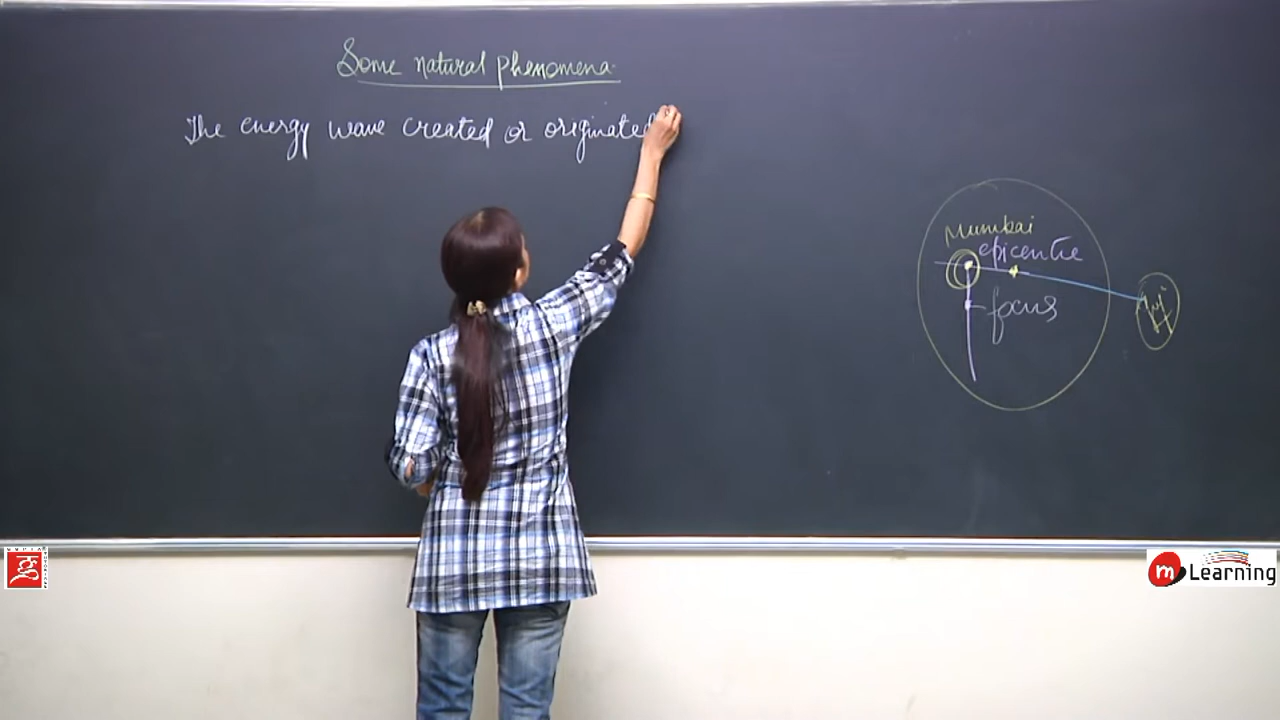 Some natural phenomena.
The energy wave created or originated
Mumbai
epicentre
focus
m Learning